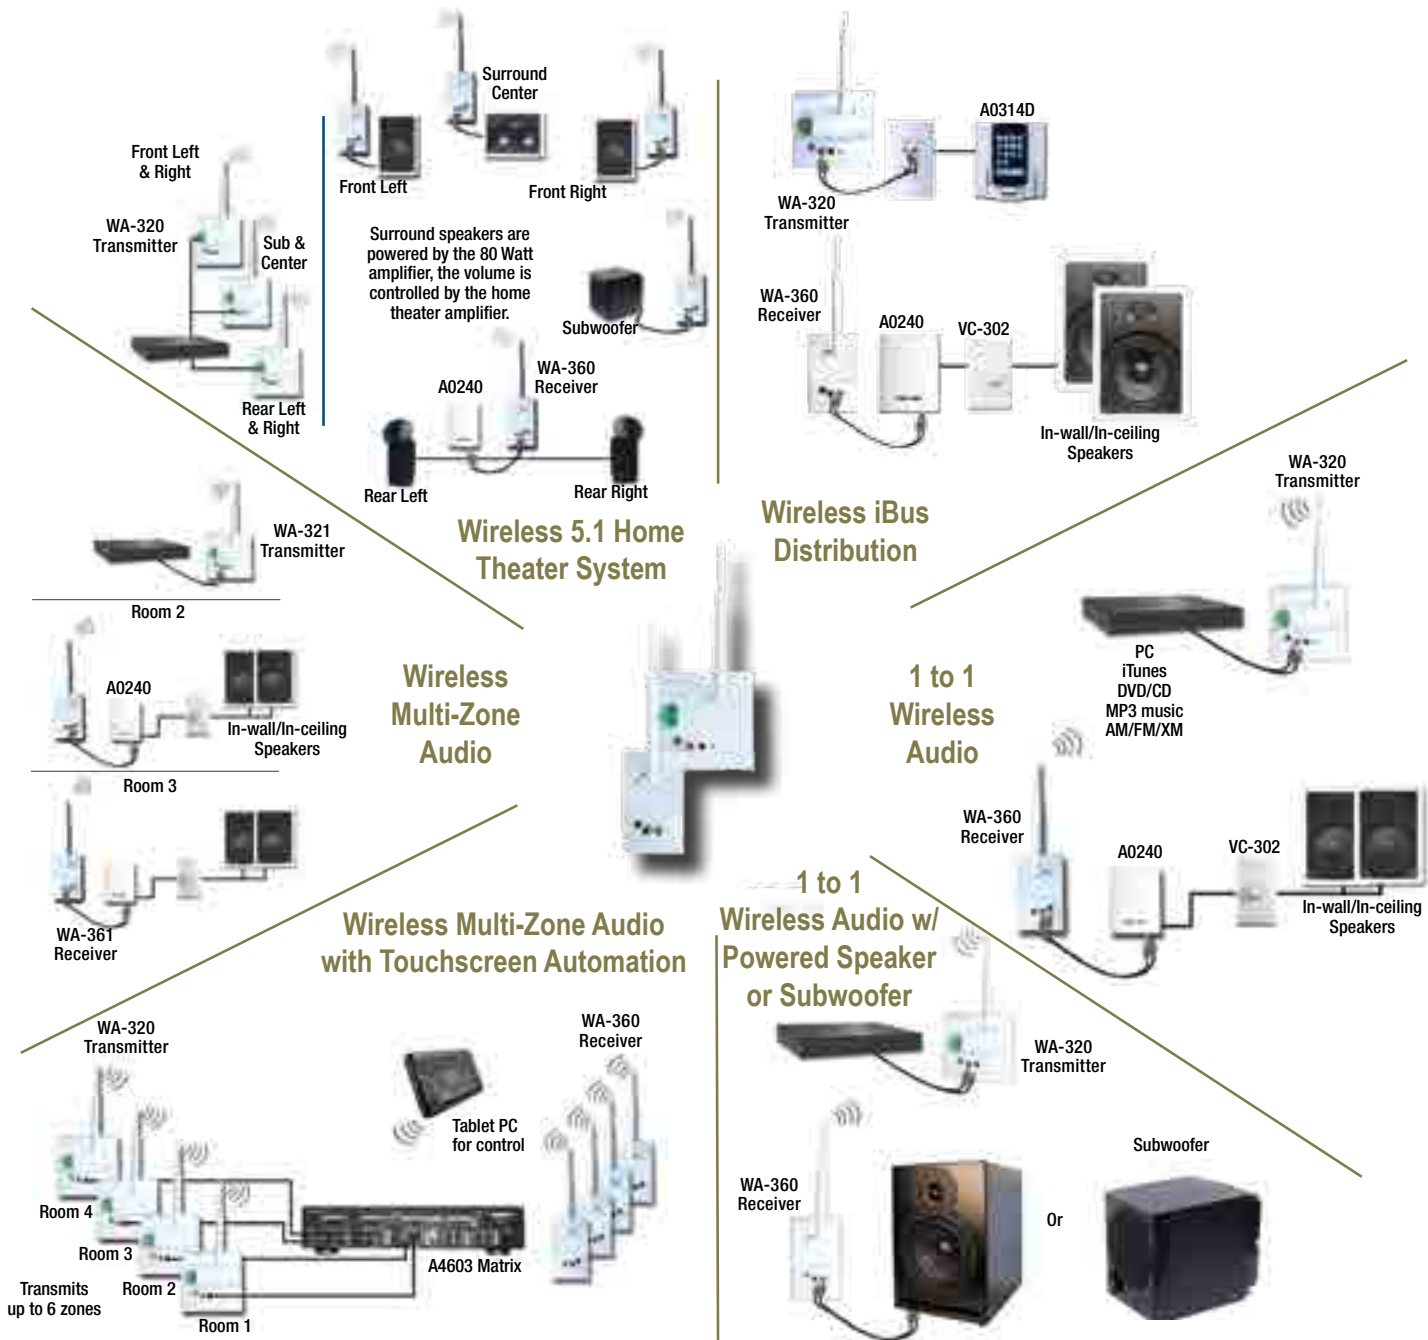 Surround
Center
Front Left
& Right
Front Left
Front Right
WA-320
Transmitter
Sub &
Center
Surround speakers are
powered by the 80 Watt
amplifier, the volume is
controlled by the home
theater amplifier.
Subwoofer
Rear Left
& Right
A0240
WA-360
Receiver
Rear Left
Rear Right
Wireless 5.1 Home
Theater System
A0314D
WA-320
Transmitter
WA-360
Receiver
A0240
VC-302
In-wall/In-ceiling
Speakers
Wireless iBus
Distribution
WA-321
Transmitter
Room 2
A0240
In-wall/In-ceiling
Speakers
Room 3
WA-361
Receiver
Wireless
Multi-Zone
Audio
WA-320
Transmitter
PC
iTunes
DVD/CD
MP3 music
AM/FM/XM
1 to 1
Wireless
Audio
WA-360
Receiver
A0240
VC-302
In-wall/In-ceiling
Speakers
Wireless Multi-Zone Audio
with Touchscreen Automation
WA-320
Transmitter
Tablet PC
for control
WA-360
Receiver
Room 4
Room 3
Room 2
Room 1
Transmits
up to 6 zones
A4603 Matrix
1 to 1
Wireless Audio w/
Powered Speaker
or Subwoofer
WA-320
Transmitter
WA-360
Receiver
Or
Subwoofer